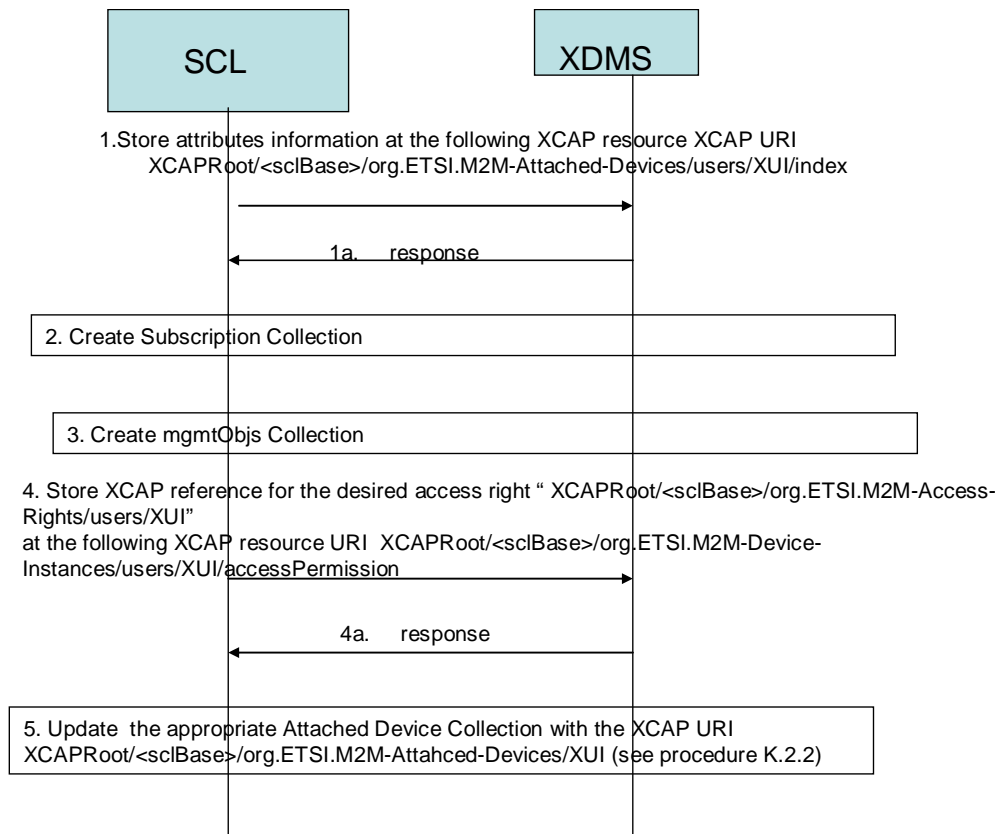 SCL
XDMS
1.Store attributes information at the following XCAP resource XCAP URI
XCAPRoot/<sclBase>/org.ETSI.M2M-Attached-Devices/users/XUI/index
1a. response
2. Create Subscription Collection
3. Create mgmtObjs Collection
4. Store XCAP reference for the desired access right “ XCAPRoot/<sclBase>/org.ETSI.M2M-Access-
Rights/users/XUI”
at the following XCAP resource URI XCAPRoot/<sclBase>/org.ETSI.M2M-Device-
Instances/users/XUI/accessPermission
4a. response
5. Update the appropriate Attached Device Collection with the XCAP URI
XCAPRoot/<sclBase>/org.ETSI.M2M-Attahced-Devices/XUI (see procedure K.2.2)